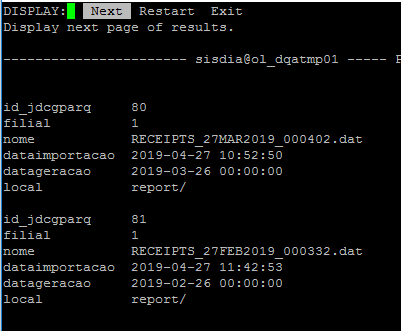 DISPLAY: Next Restart Exit
Display next page of results.
----------------------- sisdia@ol_dqatmp01 -----
id_jdcgparq 80
filial 1
nome RECEIPTS_27MAR2019_000402.dat
dataimportacao 2019-04-27 10:52:50
datageracao 2019-03-26 00:00:00
local report/
id_jdcgparq 81
filial 1
nome RECEIPTS_27FEB2019_000332.dat
dataimportacao 2019-04-27 11:42:53
datageracao 2019-02-26 00:00:00
local report/